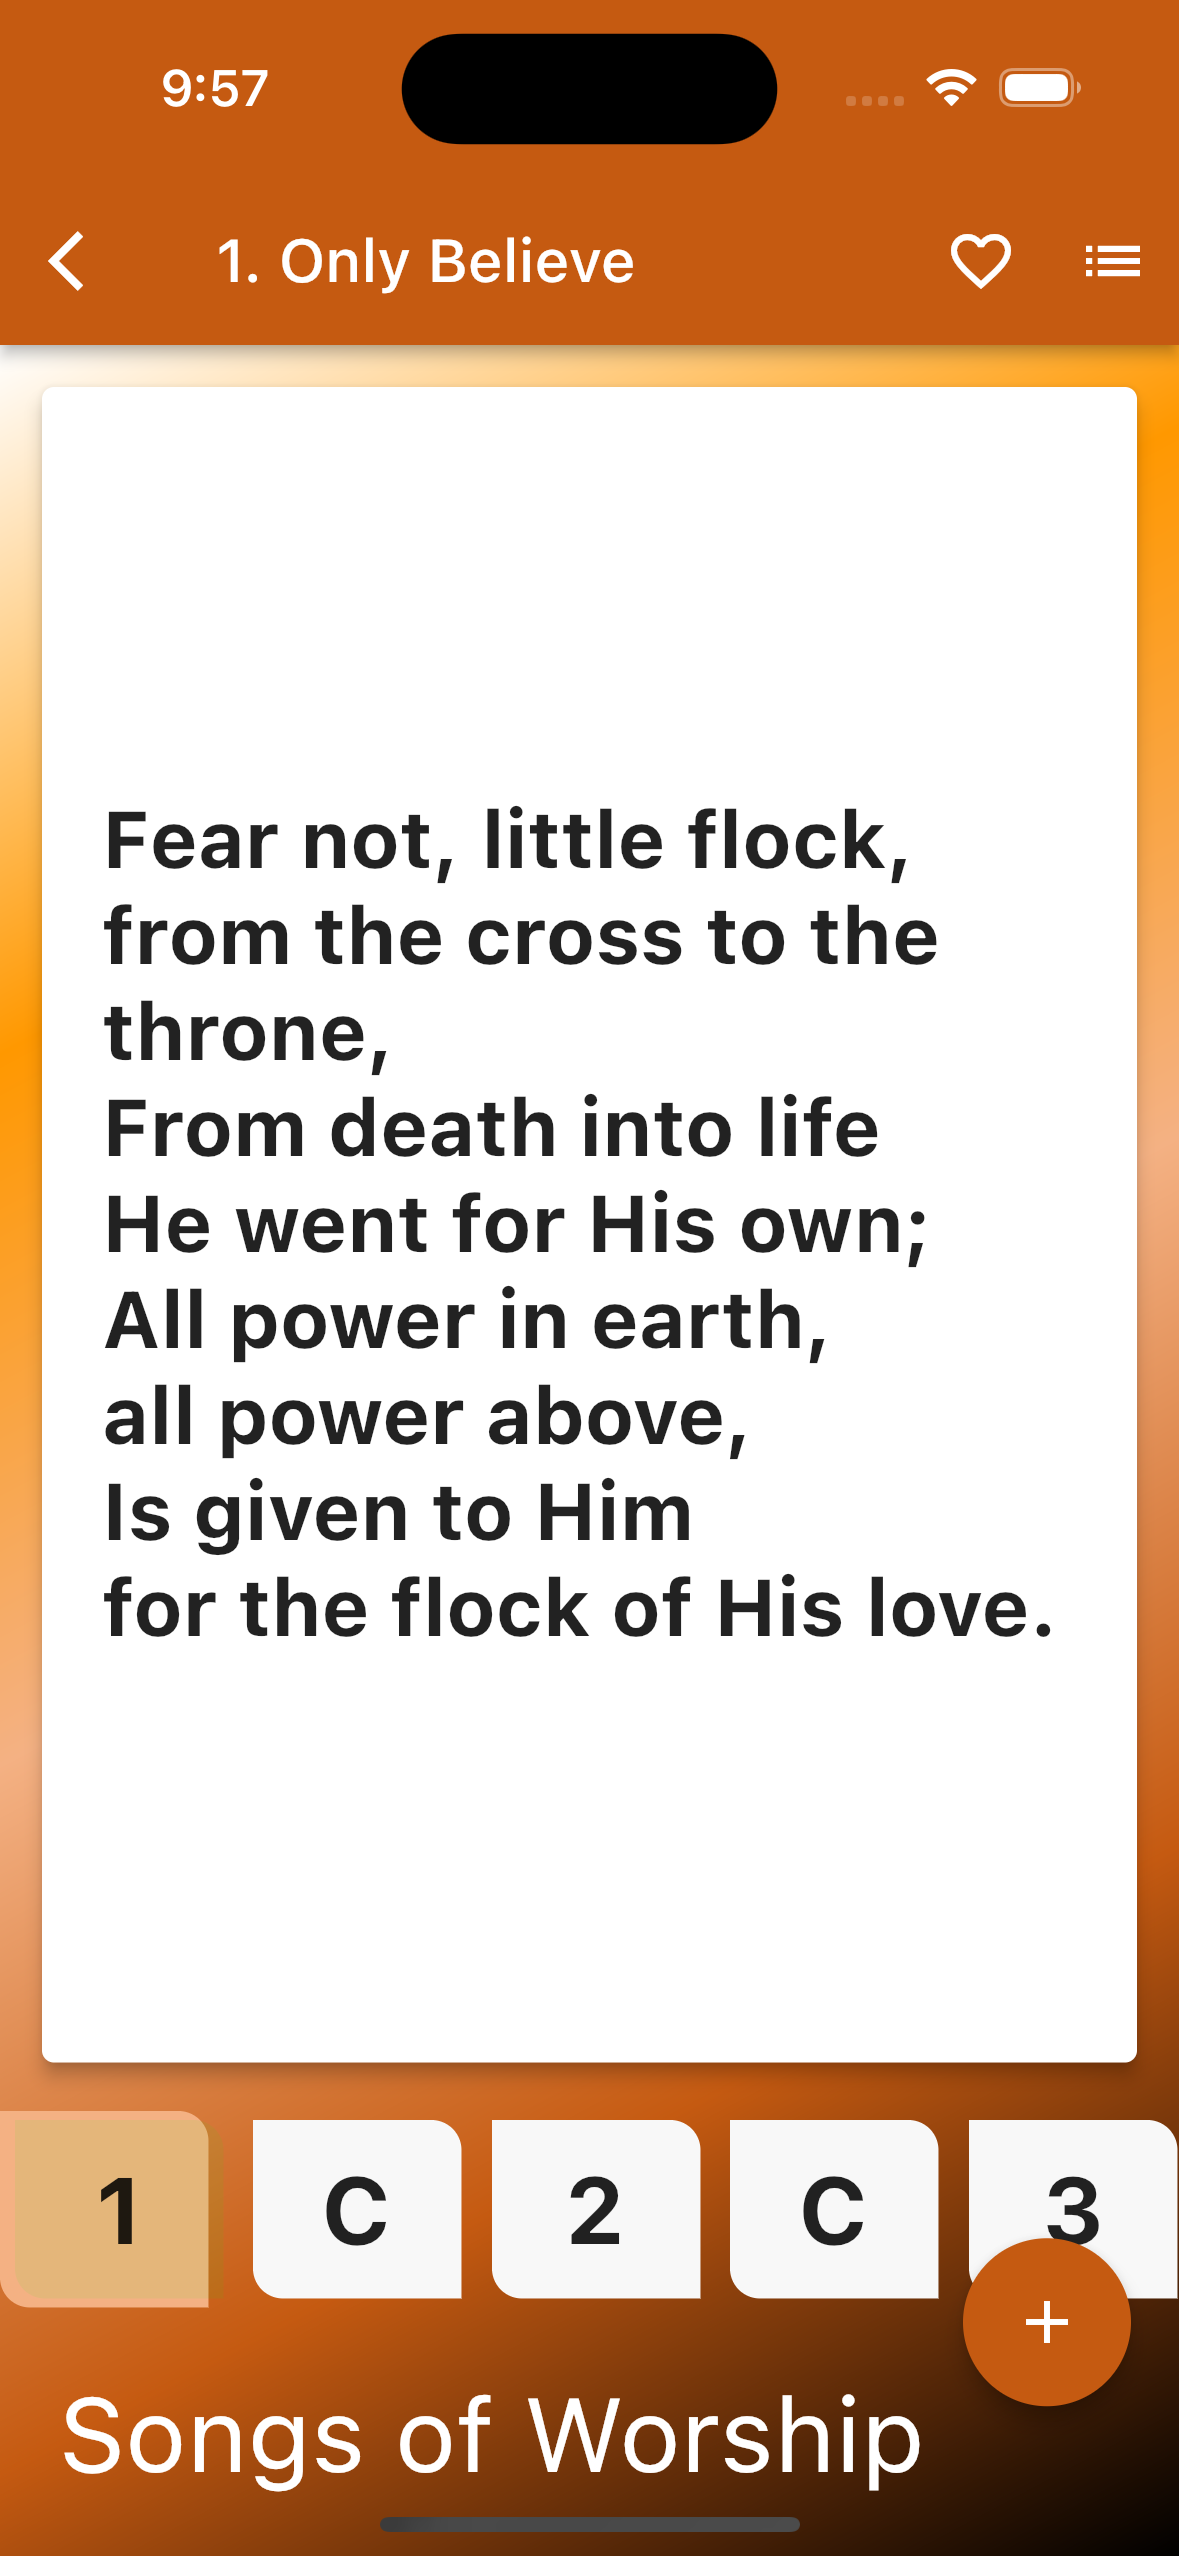 9:57
1. Only Believe
Fear not, little flock,
from the cross to the
throne,
From death into life
He went for His own;
All power in earth,
all power above,
Is given to Him
for the flock of His love.
1 C 2 C 3
+
Songs of Worship